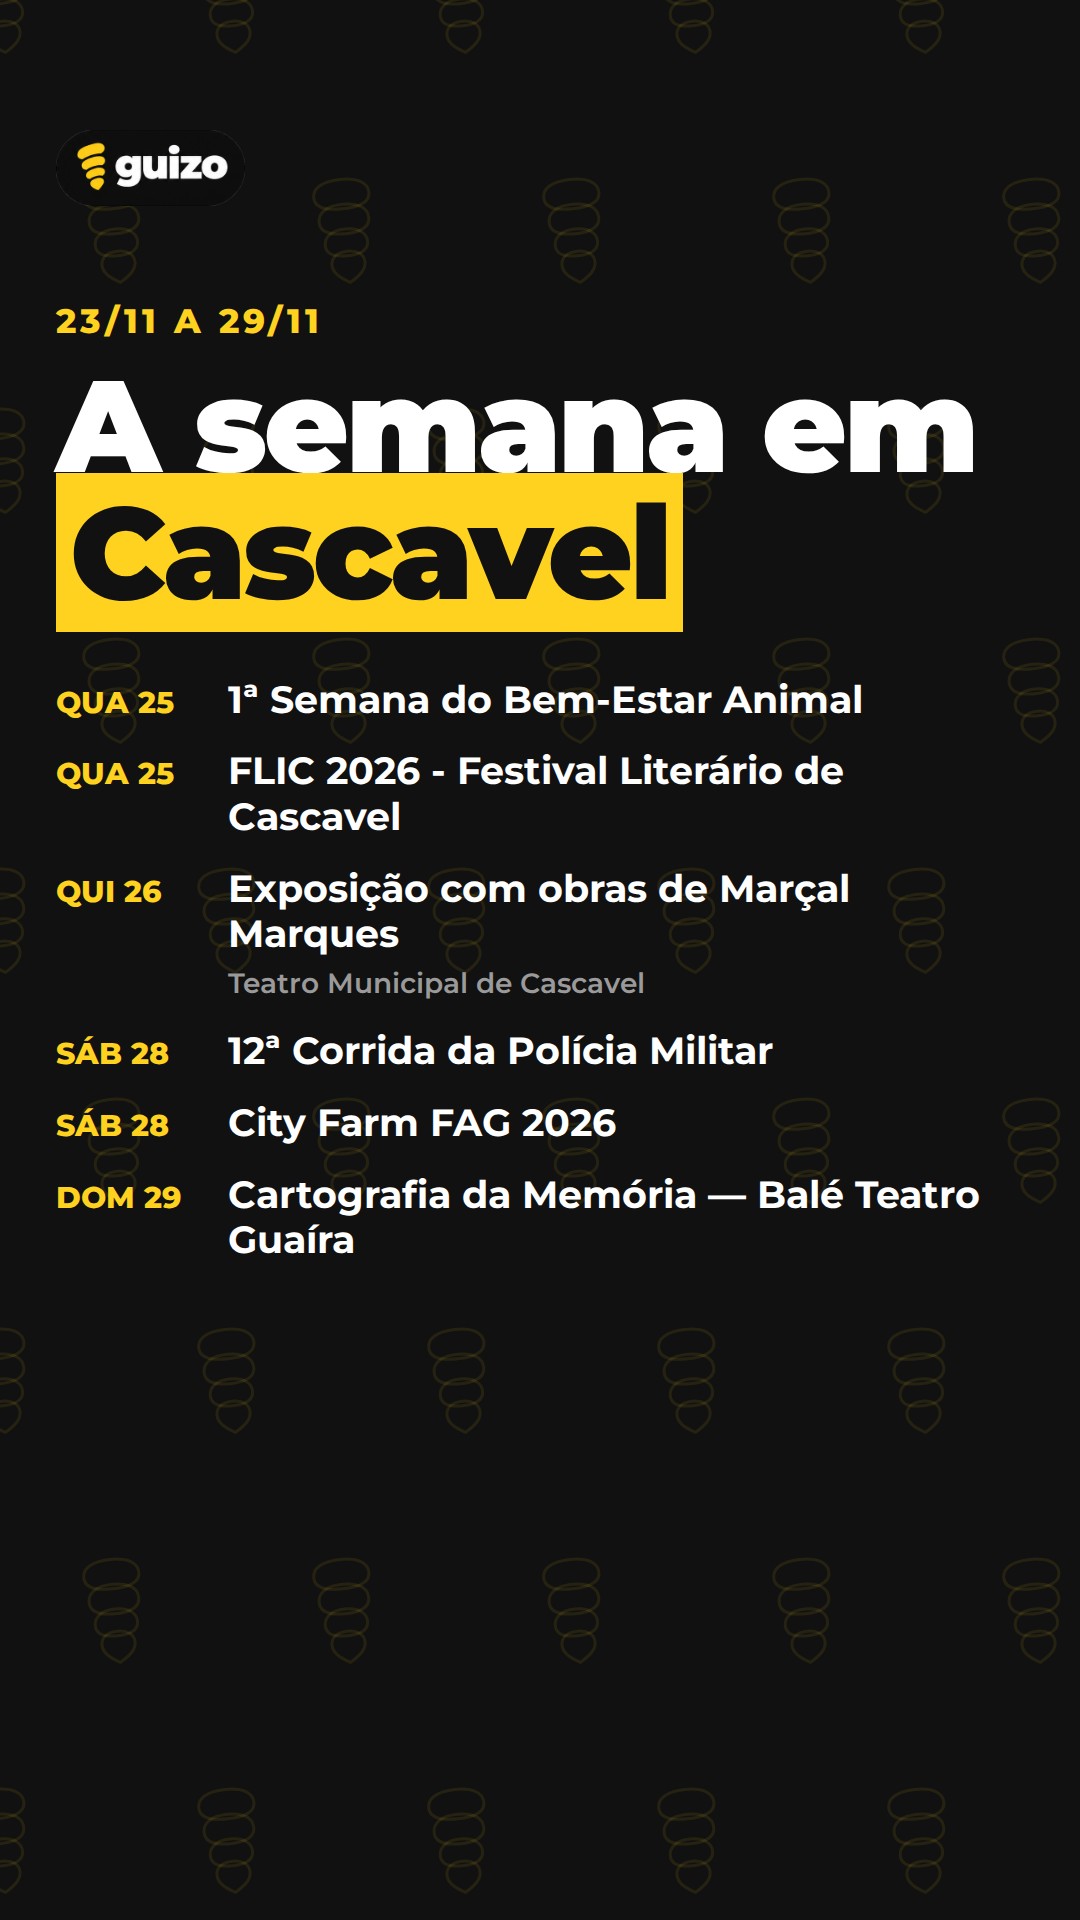 guizo
23/11 A 29/11
A semana em
Cascavel
QUA 25 1ª Semana do Bem-Estar Animal
QUA 25 FLIC 2026 - Festival Literário de
Cascavel
QUI 26 Exposição com obras de Marçal
Marques
Teatro Municipal de Cascavel
SÁB 28 12ª Corrida da Polícia Militar
SÁB 28 City Farm FAG 2026
DOM 29 Cartografia da Memória — Balé Teatro
Guaíra